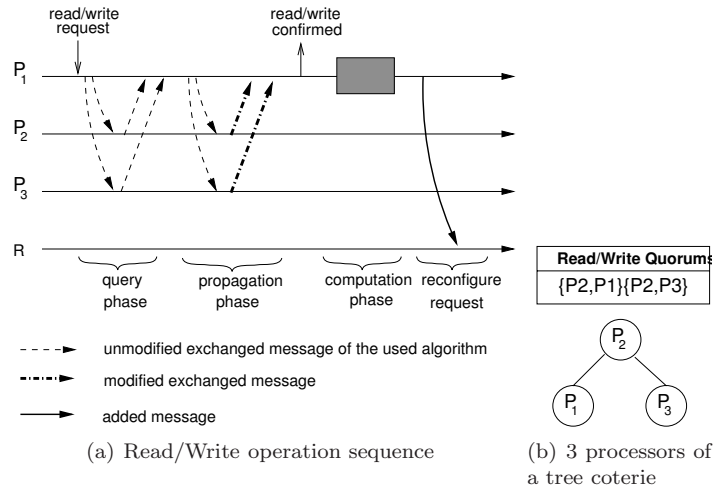 read/write
request
read/write
confirmed
P1
P2
P3
R
query
phase
propagation
phase
computation
phase
reconfigure
request
unmodified exchanged message of the used algorithm
modified exchanged message
added message
(a) Read/Write operation sequence
Read/Write Quorums
{P2,P1}{P2,P3}
P2
P1
P3
(b) 3 processors of
a tree coterie